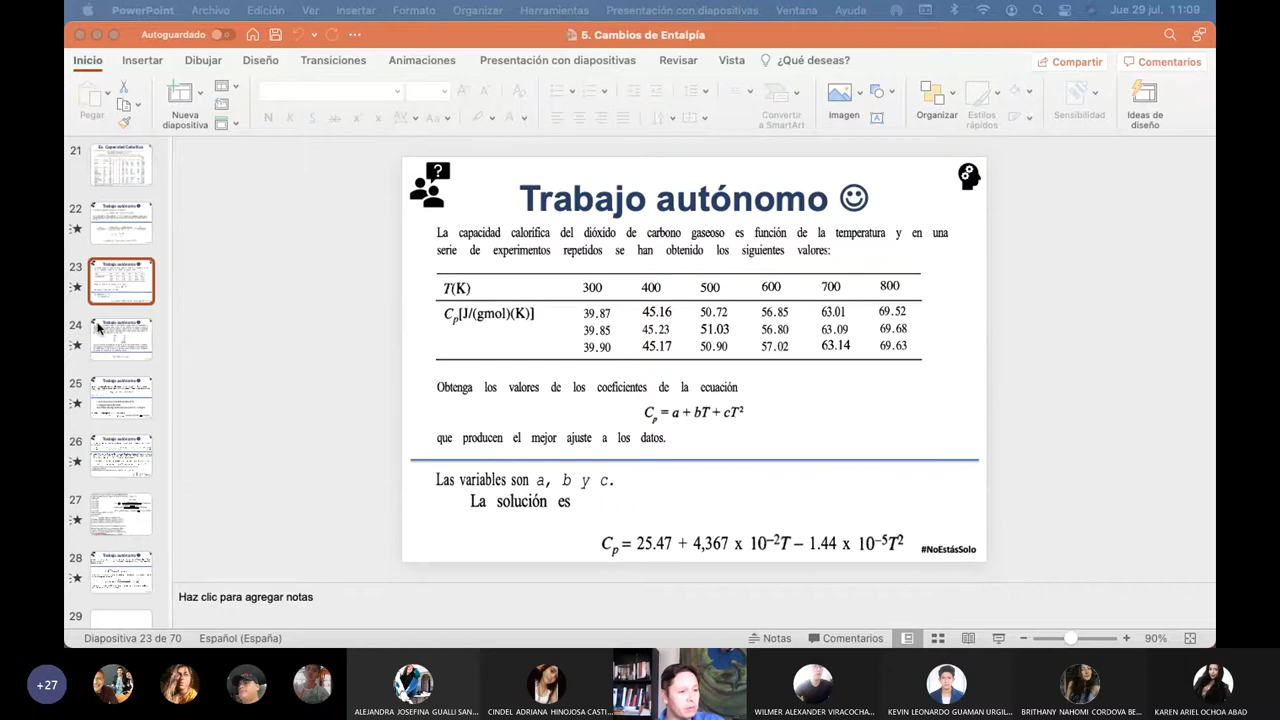 PowerPoint Archivo Edición Ver Insertar Formato Organizar Herramientas Presentación con diapositivas Ventana Ayuda Jue 29 jul. 11:09
Autoguardado 5. Cambios de Entalpía
Inicio Insertar Dibujar Diseño Transiciones Animaciones Presentación con diapositivas Revisar Vista ¿Qué desea? Compartir Comentarios
Pegar Nueva diapositiva Convertir a SmartArt Imagen Organizar Estilos rápidos Sensibilidad Ideas de diseño
21
22
23
24
25
26
27
28
29
Trabajo autónomo
La capacidad calorífica del dióxido de carbono gaseoso es función de la temperatura y en una
serie de experimentos repetidos se han obtenido los siguientes valores:
T(K) 300 400 500 600 700 800
Cp[J/(gmol)(K)] 39.87 45.16 50.72 56.85 63.01 69.52
39.85 45.23 51.03 56.80 63.09 69.68
39.90 45.17 50.90 57.02 63.14 69.63
Obtenga los valores de los coeficientes de la ecuación
Cp = a + bT + cT²
que producen el mejor ajuste a los datos.
Las variables son a, b y c.
La solución es
Cp = 25.47 + 4,367 x 10⁻²T – 1.44 x 10⁻⁵T²
#NoEstásSolo
Haz clic para agregar notas
Diapositiva 23 de 70 Español (España) Notas Comentarios 90%
+27
ALEJANDRA JOSEFINA GUALLI SAN... CINDEL ADRIANA HINOJOSA CASTI... WILMER ALEXANDER VIRACOCHA... KEVIN LEONARDO GUAMAN URGIL... BRITHANY NAHOMI CORDOVA BE... KAREN ARIEL OCHOA ABAD